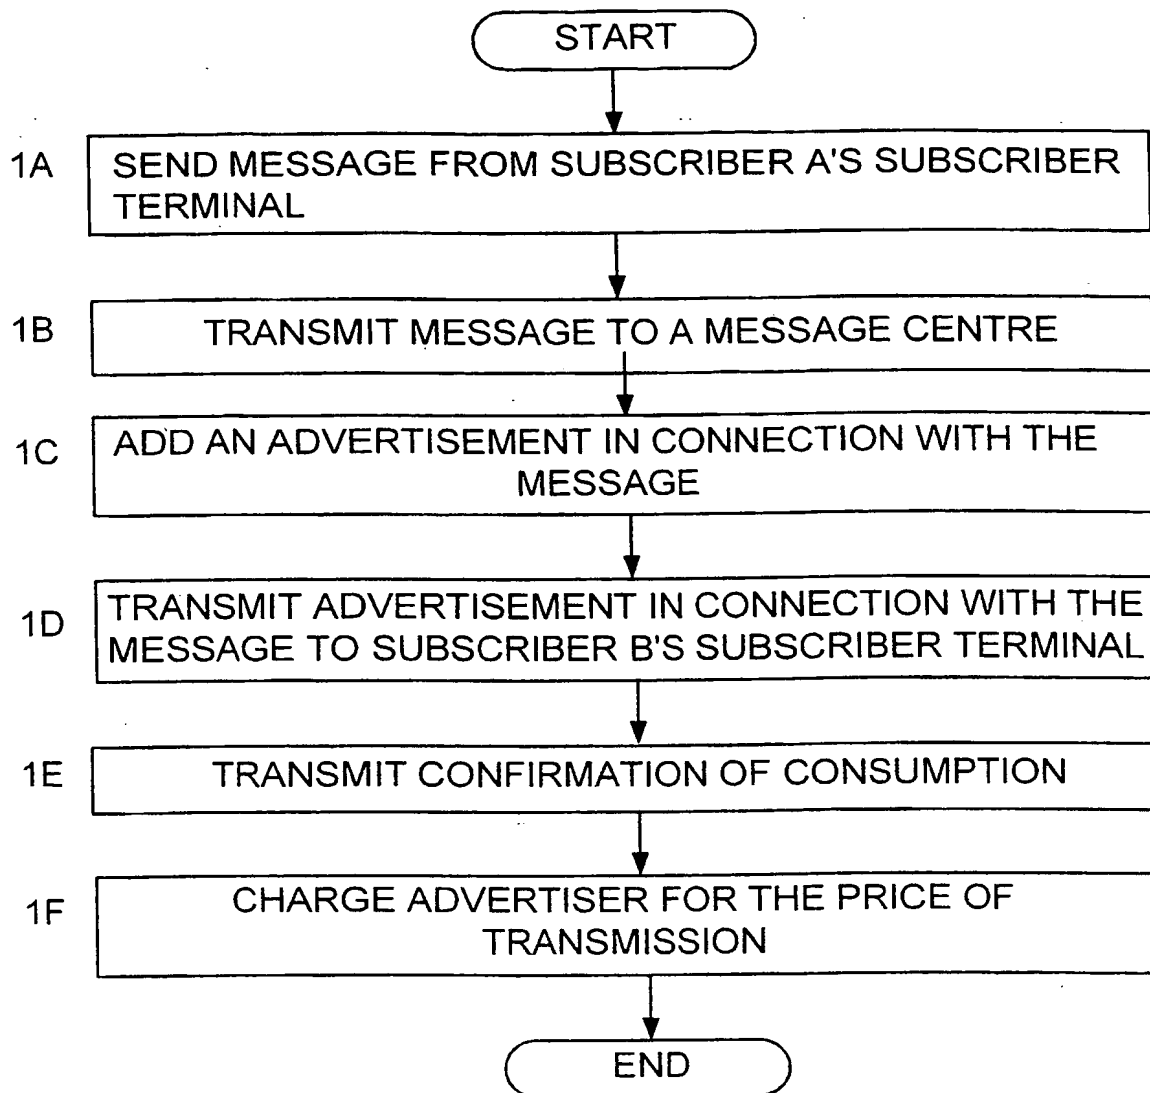 START
1A
SEND MESSAGE FROM SUBSCRIBER A'S SUBSCRIBER
TERMINAL
1B
TRANSMIT MESSAGE TO A MESSAGE CENTRE
1C
ADD AN ADVERTISEMENT IN CONNECTION WITH THE
MESSAGE
1D
TRANSMIT ADVERTISEMENT IN CONNECTION WITH THE
MESSAGE TO SUBSCRIBER B'S SUBSCRIBER TERMINAL
1E
TRANSMIT CONFIRMATION OF CONSUMPTION
1F
CHARGE ADVERTISER FOR THE PRICE OF
TRANSMISSION
END